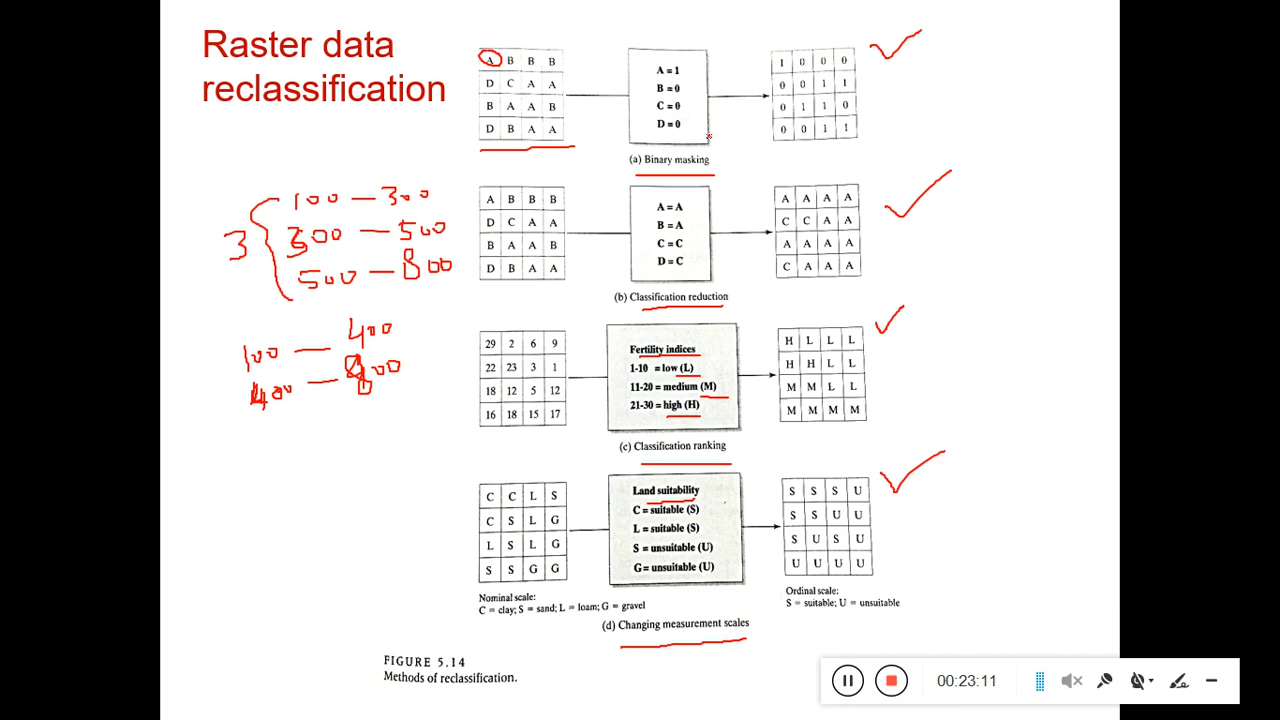 Raster data
reclassification
A B B B
D C A A
B A A B
D B A A
A = 1
B = 0
C = 0
D = 0
1 0 0 0
0 0 1 1
0 1 1 0
0 0 1 1
(a) Binary masking
3
100 — 300
300 — 500
500 — 800
100 — 400
400 — 800
A B B B
D C A A
B A A B
D B A A
A = A
B = A
C = C
D = C
A A A A
C C A A
A A A A
C A A A
(b) Classification reduction
29 2 6 9
22 23 3 1
18 12 5 12
16 18 15 17
Fertility indices
1-10 = low (L)
11-20 = medium (M)
21-30 = high (H)
H L L L
H H L L
M M L L
M M M M
(c) Classification ranking
C C L S
C S L G
L S L G
S S G G
Land suitability
C = suitable (S)
L = suitable (S)
S = unsuitable (U)
G = unsuitable (U)
S S S U
S S U U
S U S U
U U U U
Nominal scale:
C = clay; S = sand; L = loam; G = gravel
Ordinal scale:
S = suitable; U = unsuitable
(d) Changing measurement scales
FIGURE 5.14
Methods of reclassification.
00:23:11